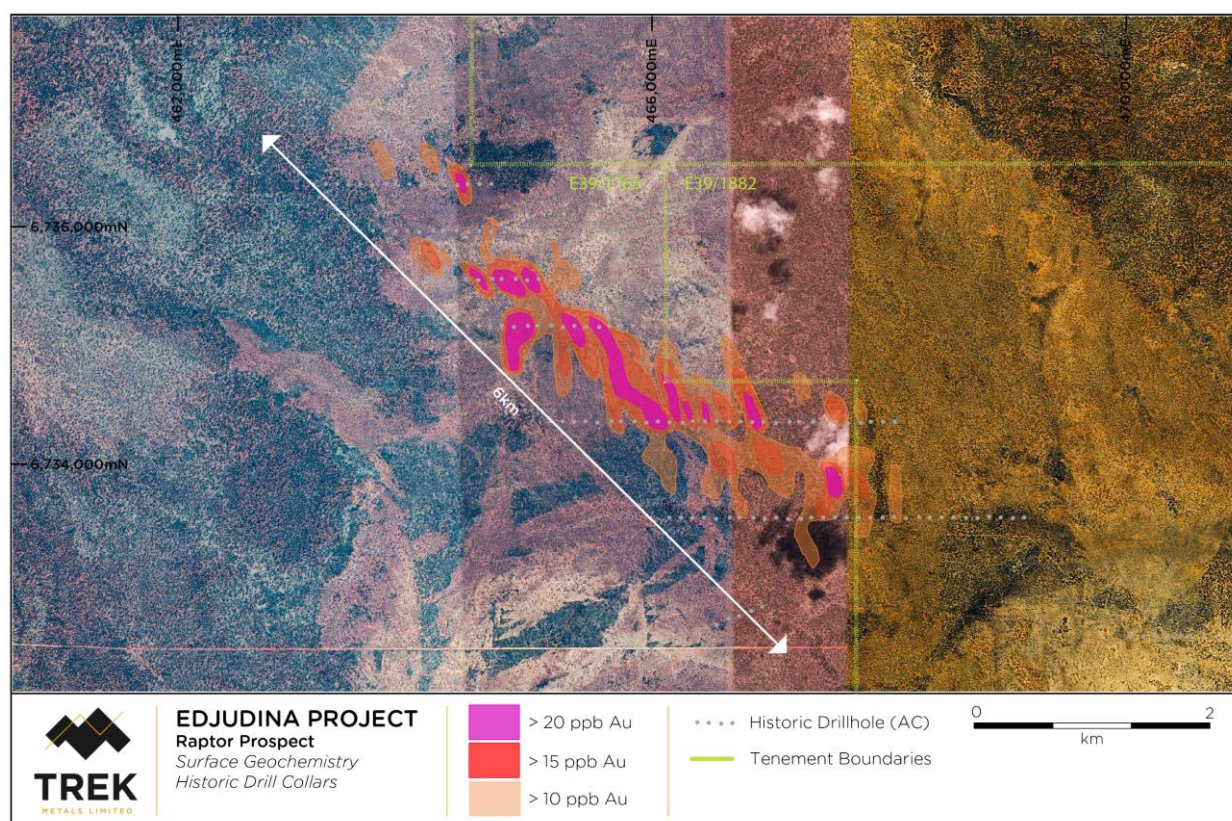 462,000mE
466,000mE
470,000mE
E39/1765
E39/1882
6,736,000mN
6km
6,734,000mN
TREK
METALS LIMITED
EDJUDINA PROJECT
Raptor Prospect
Surface Geochemistry
Historic Drill Collars
> 20 ppb Au
> 15 ppb Au
> 10 ppb Au
Historic Drillhole (AC)
Tenement Boundaries
0
2
km